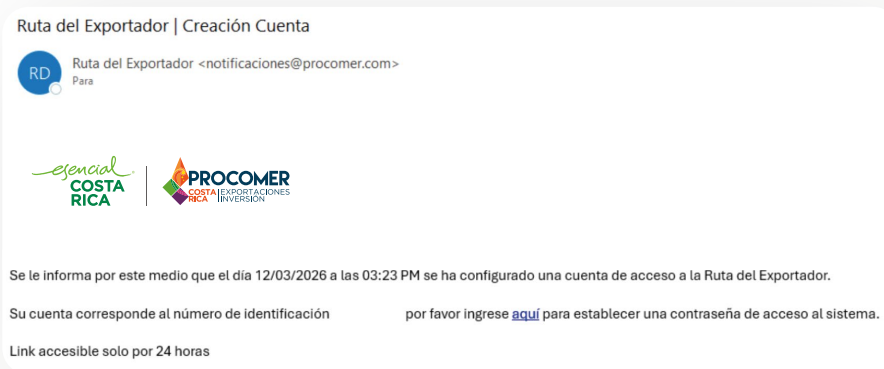 Ruta del Exportador | Creación Cuenta
RD
Ruta del Exportador <notificaciones@procomer.com>
Para
esencial
COSTA
RICA
PROCOMER
COSTA RICA
EXPORTACIONES
INVERSIÓN
Se le informa por este medio que el día 12/03/2026 a las 03:23 PM se ha configurado una cuenta de acceso a la Ruta del Exportador.
Su cuenta corresponde al número de identificación por favor ingrese aquí para establecer una contraseña de acceso al sistema.
Link accesible solo por 24 horas